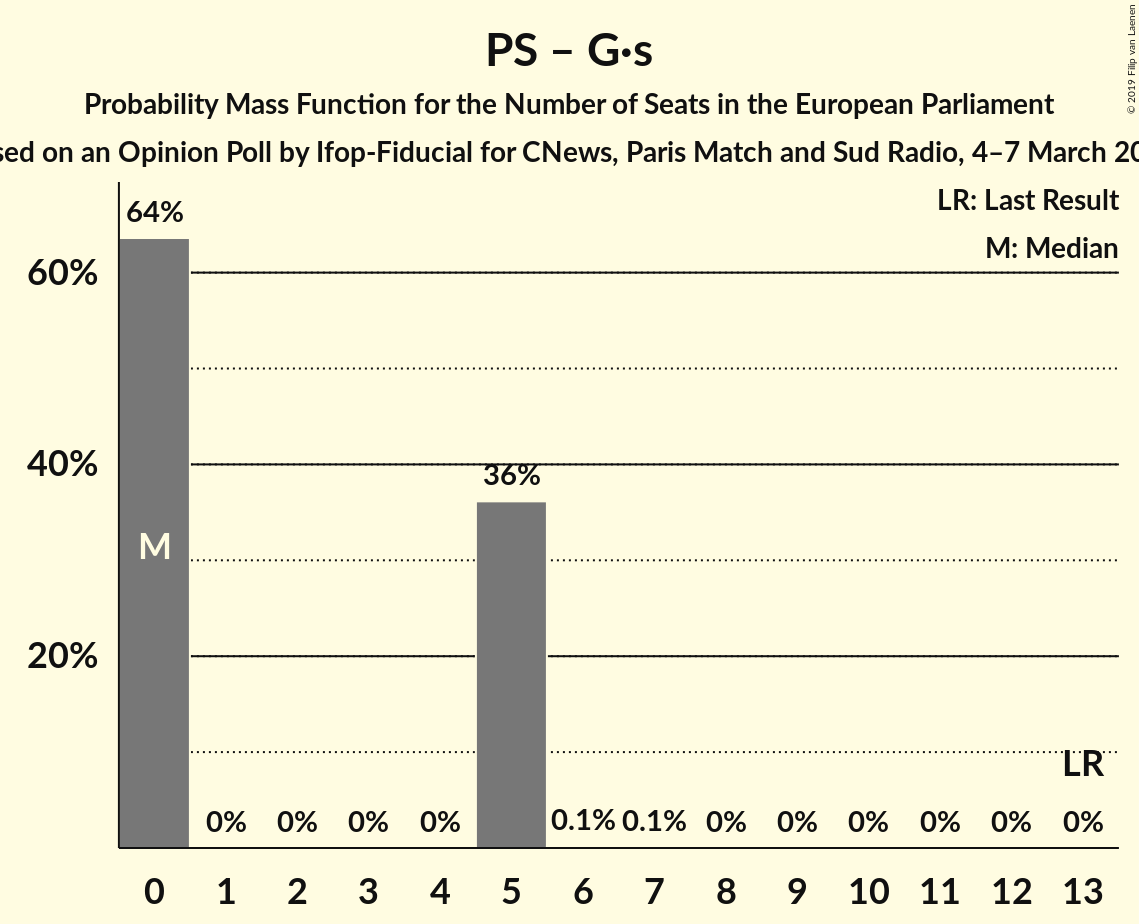 PS – G·s
Probability Mass Function for the Number of Seats in the European Parliament
on an Opinion Poll by Ifop-Fiducial for CNews, Paris Match and Sud Radio, 4–7 March
© 2019 Filip van Laenen
LR: Last Result
M: Median
64%
60%
40%
36%
M
20%
LR
0% 0% 0% 0% 0.1% 0.1% 0% 0% 0% 0% 0% 0%
0 1 2 3 4 5 6 7 8 9 10 11 12 13